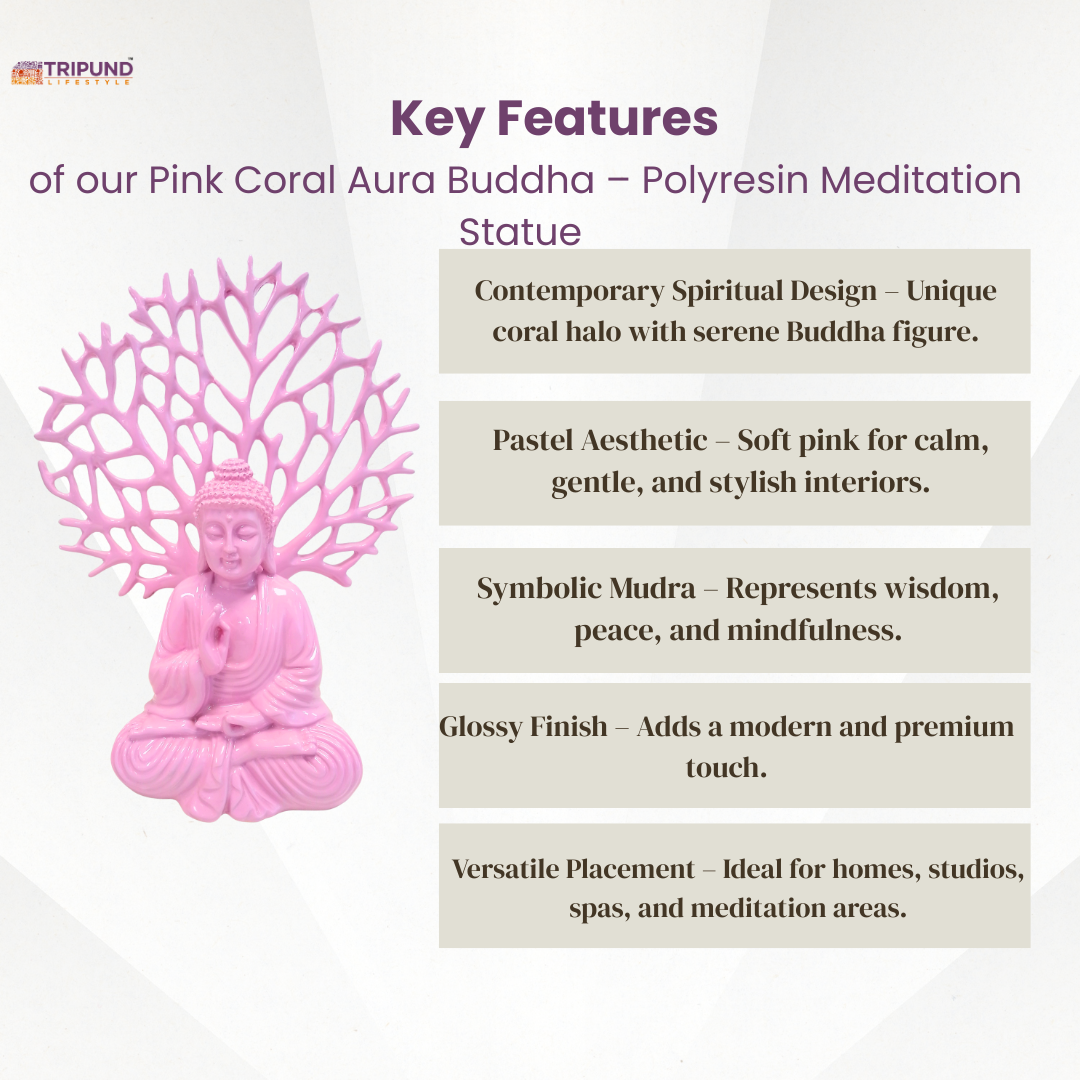 TRIPUND™
LIFESTYLE
Key Features
of our Pink Coral Aura Buddha – Polyresin Meditation
Statue
Contemporary Spiritual Design – Unique
coral halo with serene Buddha figure.
Pastel Aesthetic – Soft pink for calm,
gentle, and stylish interiors.
Symbolic Mudra – Represents wisdom,
peace, and mindfulness.
Glossy Finish – Adds a modern and premium
touch.
Versatile Placement – Ideal for homes, studios,
spas, and meditation areas.